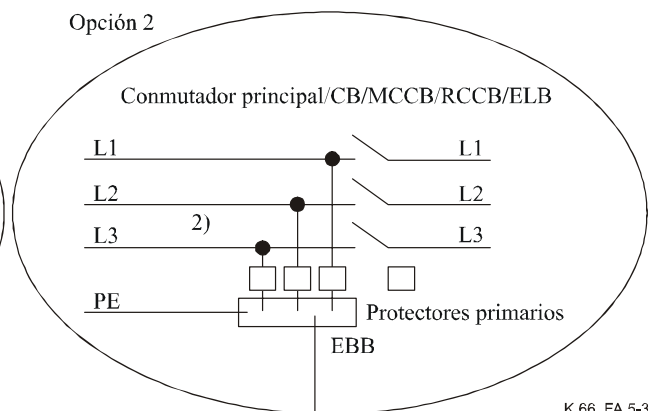 Opción 2
Conmutador principal/CB/MCCB/RCCB/ELB
L1 L1
L2 L2
2)
L3 L3
PE
Protectores primarios
EBB
K.66_FA.5-3